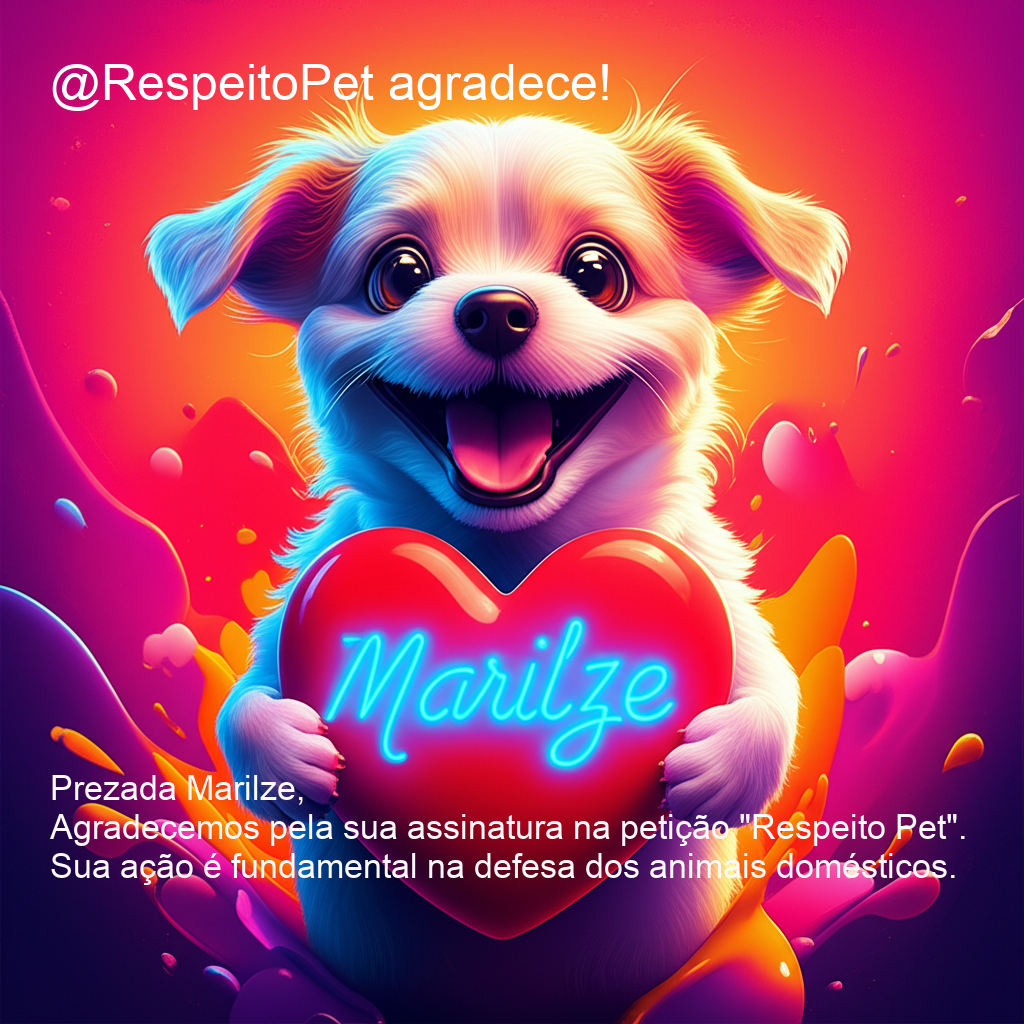 @RespeitoPet agradece!
Marilze
Prezada Marilze,
Agradecemos pela sua assinatura na petição "Respeito Pet".
Sua ação é fundamental na defesa dos animais domésticos.